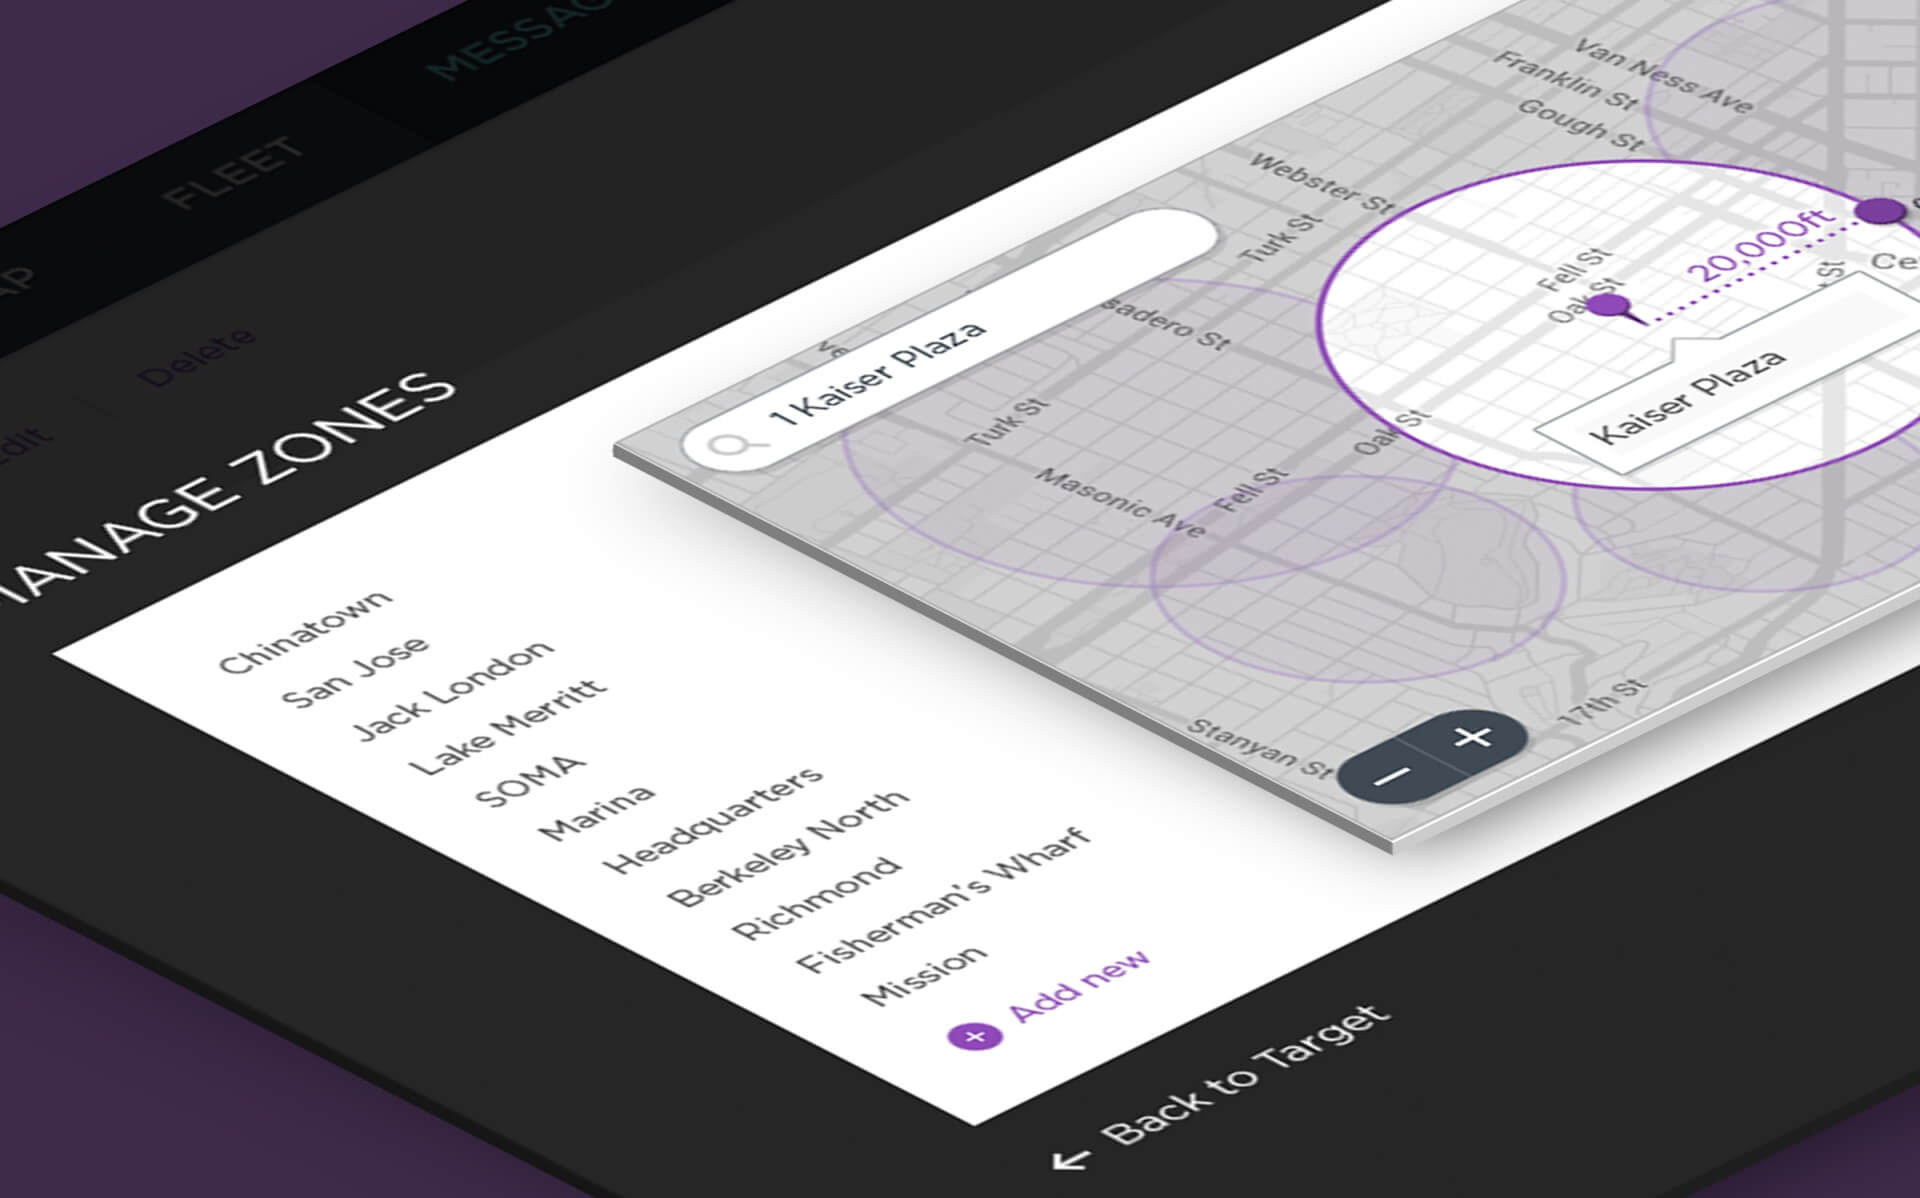 MESSAG
FLEET
AP
Delete
Edit
MANAGE ZONES
Chinatown
San Jose
Jack London
Lake Merritt
SOMA
Marina
Headquarters
Berkeley North
Richmond
Fisherman's Wharf
Mission
+ Add new
← Back to Target
1 Kaiser Plaza
Van Ness Ave
Franklin St
Gough St
Webster St
Turk St
sadero St
Turk St
Masonic Ave
Fell St
Oak St
Fell St
Oak St
20,000ft
St
Ce
Kaiser Plaza
Stanyan St
17th St
− +